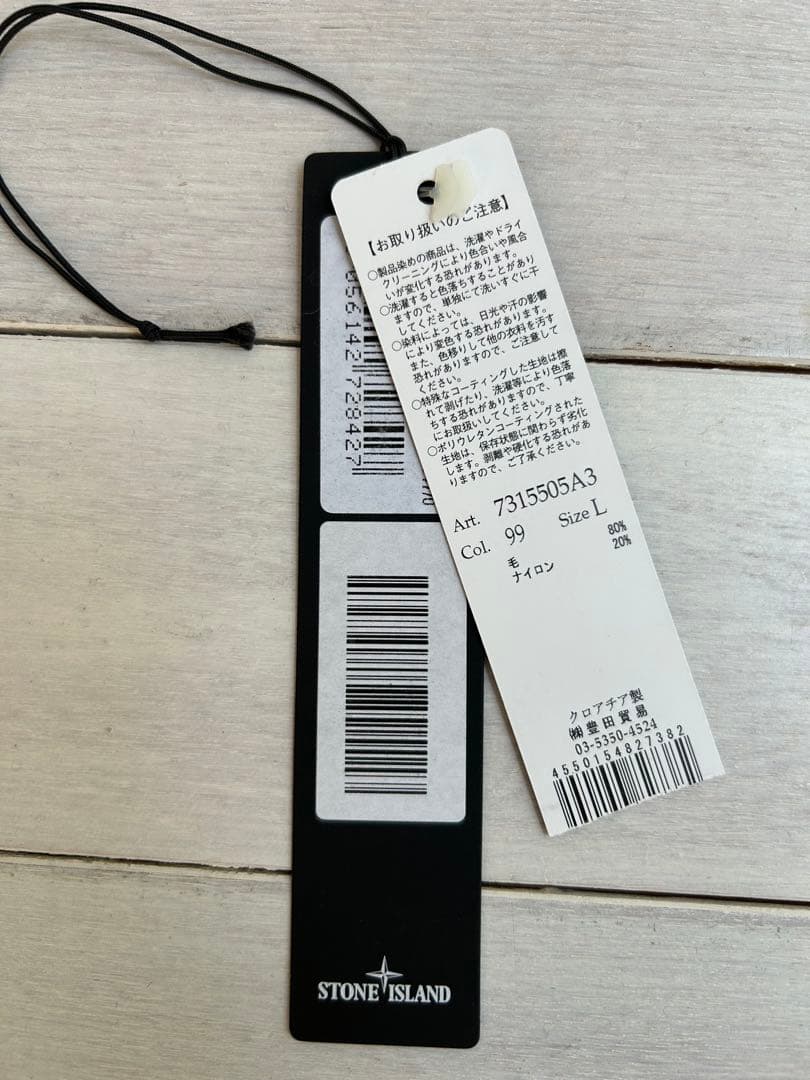 【お取り扱いのご注意】
○製品染めの商品は、洗濯やドライ
クリーニングにより色合いや風合
いが変化する恐れがあります。
○洗濯すると色落ちすることがあり
ますので、単独にて洗いすぐに干
してください。
○染料によっては、日光や汗の影響
により変色する恐れがあります。
また、色移りして他の衣料を汚す
恐れがありますので、ご注意して
ください。
○特殊なコーティングした生地は擦
れて剥げたり、洗濯等により色落
ちする恐れがありますので、丁寧
にお取扱いしてください。
○ポリウレタンコーティングされた
生地は、保存状態に関わらず劣化
します。剥離や硬化する恐れがあ
りますので、ご了承ください。
Art. 7315505A3
Col. 99 Size L
毛 80%
ナイロン 20%
クロアチア製
㈱豊田貿易
03-5350-4524
4550154827382
056142 728427
STONE ISLAND